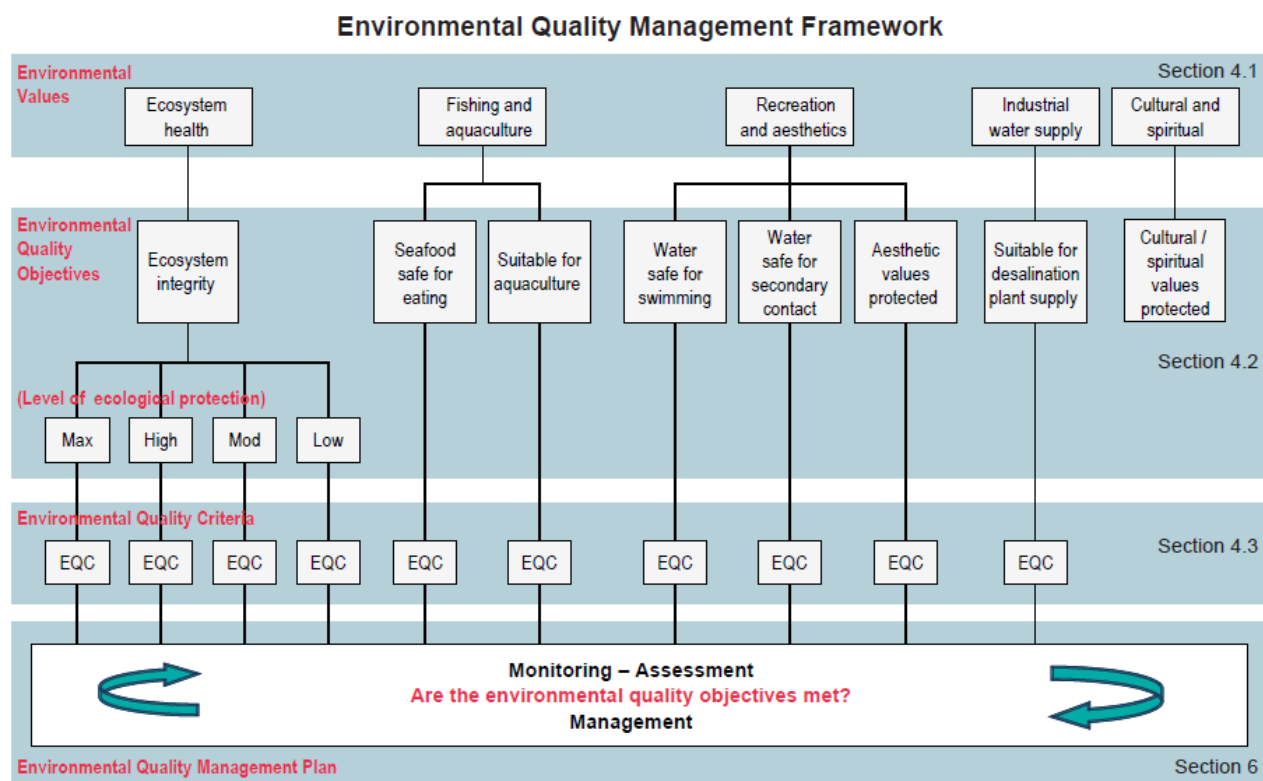 Environmental Quality Management Framework
Environmental
Values
Section 4.1
Ecosystem
health
Fishing and
aquaculture
Recreation
and aesthetics
Industrial
water supply
Cultural and
spiritual
Environmental
Quality
Objectives
Ecosystem
integrity
Seafood
safe for
eating
Suitable for
aquaculture
Water
safe for
swimming
Water
safe for
secondary
contact
Aesthetic
values
protected
Suitable for
desalination
plant supply
Cultural /
spiritual
values
protected
Section 4.2
(Level of ecological protection)
Max
High
Mod
Low
Environmental Quality Criteria
Section 4.3
EQC
EQC
EQC
EQC
EQC
EQC
EQC
EQC
EQC
EQC
Monitoring – Assessment
Are the environmental quality objectives met?
Management
Environmental Quality Management Plan
Section 6